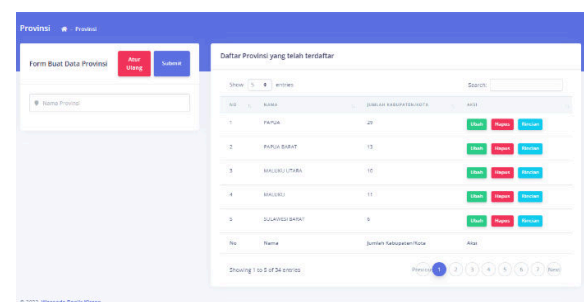 Provinsi - Provinsi
Form Buat Data Provinsi
Atur Ulang
Submit
Nama Provinsi
Daftar Provinsi yang telah terdaftar
Show 5 entries
Search:
NO NAMA JUMLAH KABUPATEN/KOTA AKSI
1 PAPUA Ubah Hapus Rincian
2 PAPUA BARAT 13 Ubah Hapus Rincian
3 MALUKU UTARA 10 Ubah Hapus Rincian
4 MALUKU 11 Ubah Hapus Rincian
5 SULAWESI BARAT 6 Ubah Hapus Rincian
No Nama Jumlah Kabupaten/Kota Aksi
Showing 1 to 5 of 34 entries
Previous 1 2 3 4 5 6 7 Next